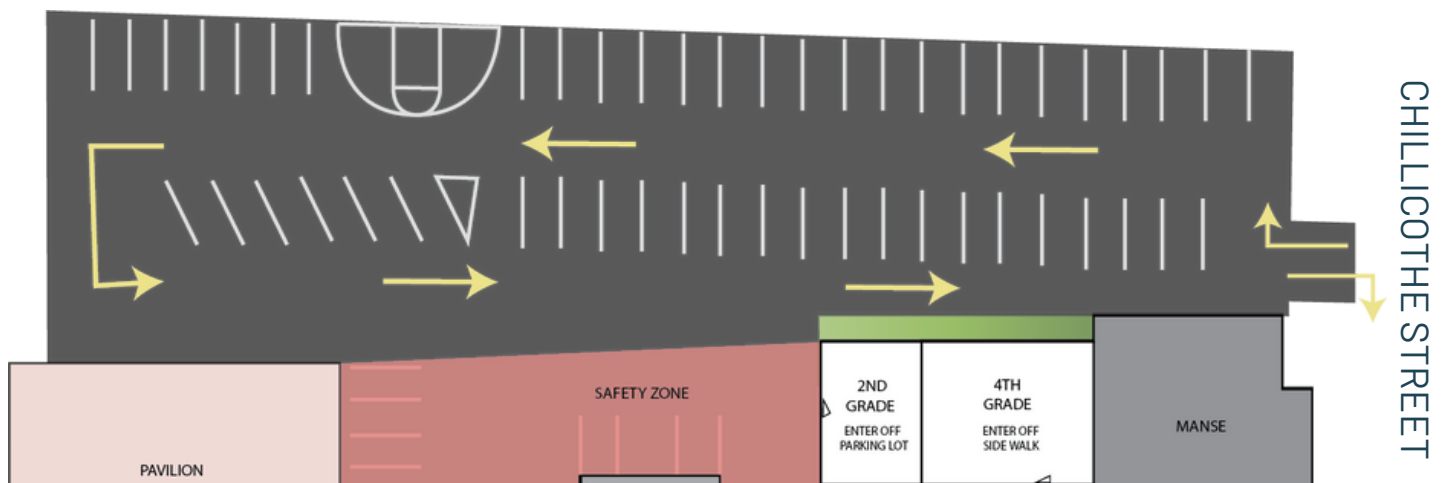 CHILLICOTHE STREET
SAFETY ZONE
2ND
GRADE
ENTER OFF
PARKING LOT
4TH
GRADE
ENTER OFF
SIDE WALK
MANSE
PAVILION